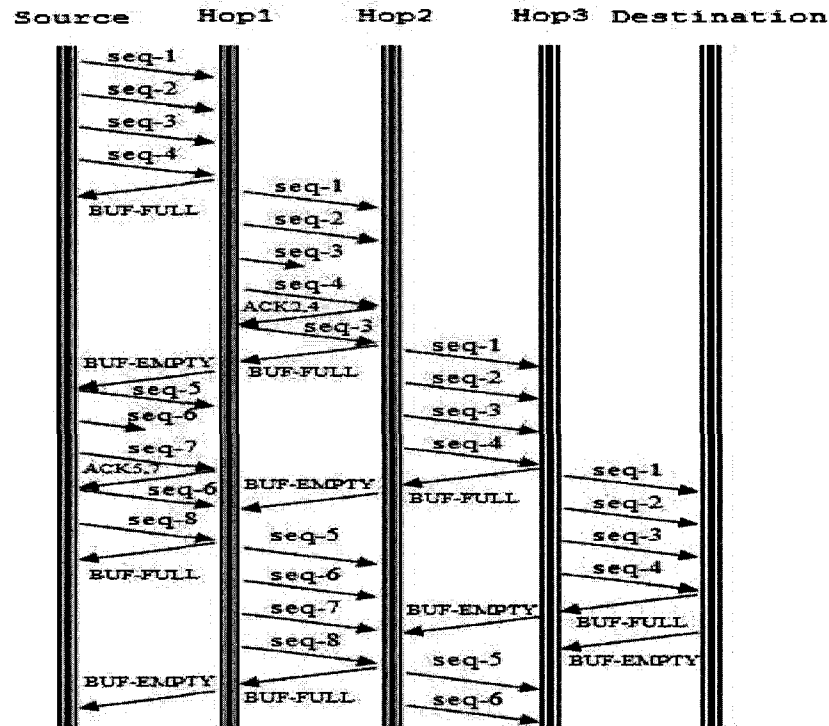 Source Hop1 Hop2 Hop3 Destination
seq-1
seq-2
seq-3
seq-4
BUF-FULL
seq-1
seq-2
seq-3
seq-4
ACK2,4
seq-3
BUF-FULL
BUF-EMPTY
seq-5
seq-6
seq-7
ACK5,7
seq-6
seq-8
BUF-FULL
seq-1
seq-2
seq-3
seq-4
BUF-FULL
BUF-EMPTY
seq-5
seq-6
seq-7
seq-8
BUF-FULL
BUF-EMPTY
seq-1
seq-2
seq-3
seq-4
BUF-FULL
BUF-EMPTY
BUF-EMPTY
seq-5
seq-6